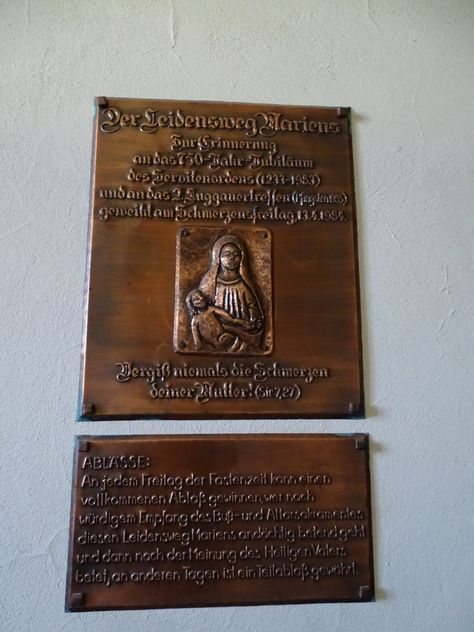 Der Leidensweg Mariens
Zur Erinnerung
an das 750-Jahr-Jubiläum
des Servitenordens (1233-1983)
und an das 2. Luggauertreffen
geweiht am Schmerzensfreitag, 13.4.1984.
Vergiß niemals die Schmerzen
deiner Mutter! (Sir 7,27)
ABLÄSSE:
An jedem Freitag der Fastenzeit kann einen
vollkommenen Ablaß gewinnen, wer nach
würdigem Empfang des Buß- und Altarsakramentes
diesen Leidensweg Mariens andächtig betend geht
und dann nach der Meinung des Heiligen Vaters
betet, an anderen Tagen ist ein Teilablaß gewährt.